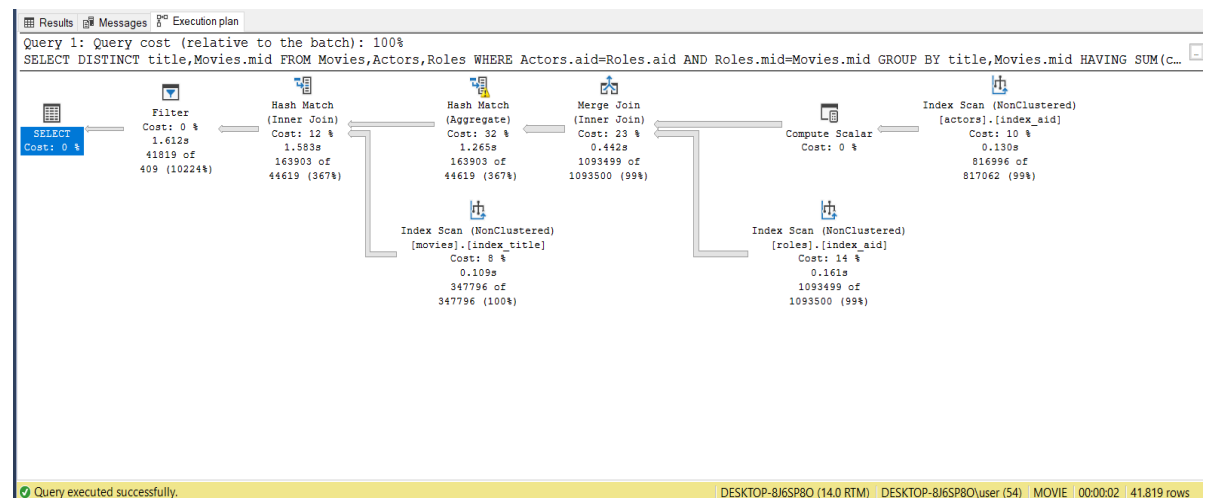 Results Messages Execution plan
Query 1: Query cost (relative to the batch): 100%
SELECT DISTINCT title,Movies.mid FROM Movies,Actors,Roles WHERE Actors.aid=Roles.aid AND Roles.mid=Movies.mid GROUP BY title,Movies.mid HAVING SUM(c…
SELECT
Cost: 0 %
Filter
Cost: 0 %
1.612s
41819 of
409 (10224%)
Hash Match
(Inner Join)
Cost: 12 %
1.583s
163903 of
44619 (367%)
Hash Match
(Aggregate)
Cost: 32 %
1.265s
163903 of
44619 (367%)
Merge Join
(Inner Join)
Cost: 23 %
0.442s
1093499 of
1093500 (99%)
Compute Scalar
Cost: 0 %
Index Scan (NonClustered)
[actors].[index_aid]
Cost: 10 %
0.130s
816996 of
817062 (99%)
Index Scan (NonClustered)
[movies].[index_title]
Cost: 8 %
0.109s
347796 of
347796 (100%)
Index Scan (NonClustered)
[roles].[index_aid]
Cost: 14 %
0.161s
1093499 of
1093500 (99%)
Query executed successfully.
DESKTOP-8J6SP8O (14.0 RTM) DESKTOP-8J6SP8O\user (54) MOVIE 00:00:02 41.819 rows